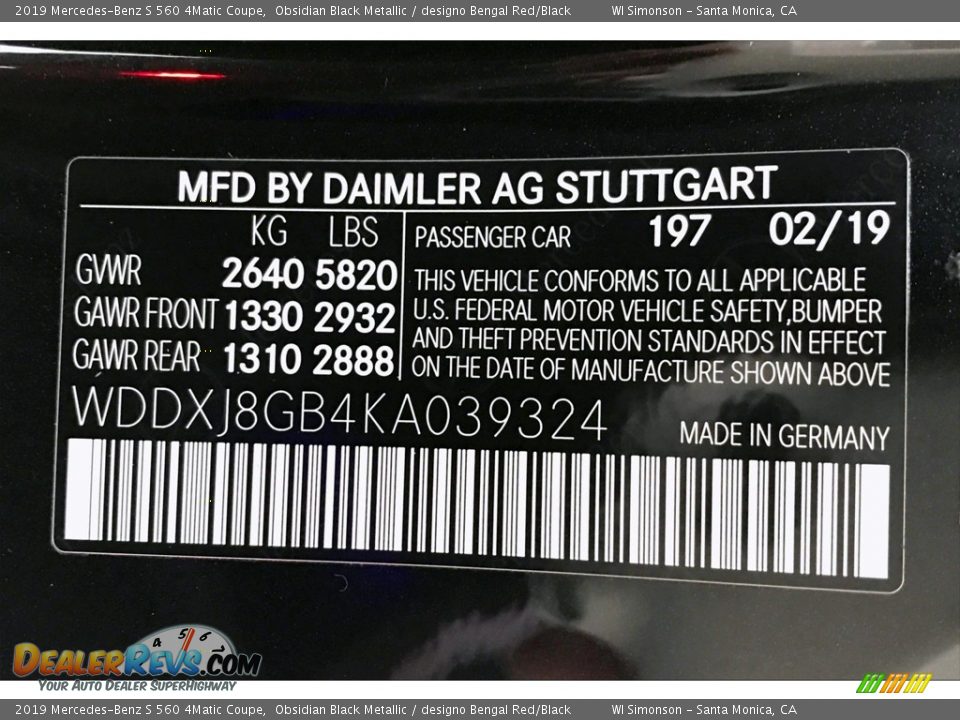 2019 Mercedes-Benz S 560 4Matic Coupe, Obsidian Black Metallic / designo Bengal Red/Black WI Simonson - Santa Monica, CA
MFD BY DAIMLER AG STUTTGART
KG LBS
GVWR 2640 5820
GAWR FRONT 1330 2932
GAWR REAR 1310 2888
PASSENGER CAR 197 02/19
THIS VEHICLE CONFORMS TO ALL APPLICABLE
U.S. FEDERAL MOTOR VEHICLE SAFETY,BUMPER
AND THEFT PREVENTION STANDARDS IN EFFECT
ON THE DATE OF MANUFACTURE SHOWN ABOVE
WDDXJ8GB4KA039324
MADE IN GERMANY
4 5 6
DEALERREVS.COM
YOUR AUTO DEALER SUPERHIGHWAY
2019 Mercedes-Benz S 560 4Matic Coupe, Obsidian Black Metallic / designo Bengal Red/Black WI Simonson - Santa Monica, CA